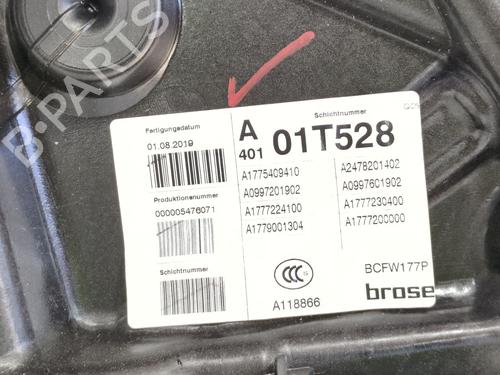 B-PARTS
Fertigungsdatum
01.08.2019
Produktionsnummer
000005476071
Schichtnummer
A
401
Schichtnummer
01T528
A1775409410
A0997201902
A1777224100
A1779001304
A2478201402
A0997601902
A1777230400
A1777200000
CCC
A118866
BCFW177P
brose